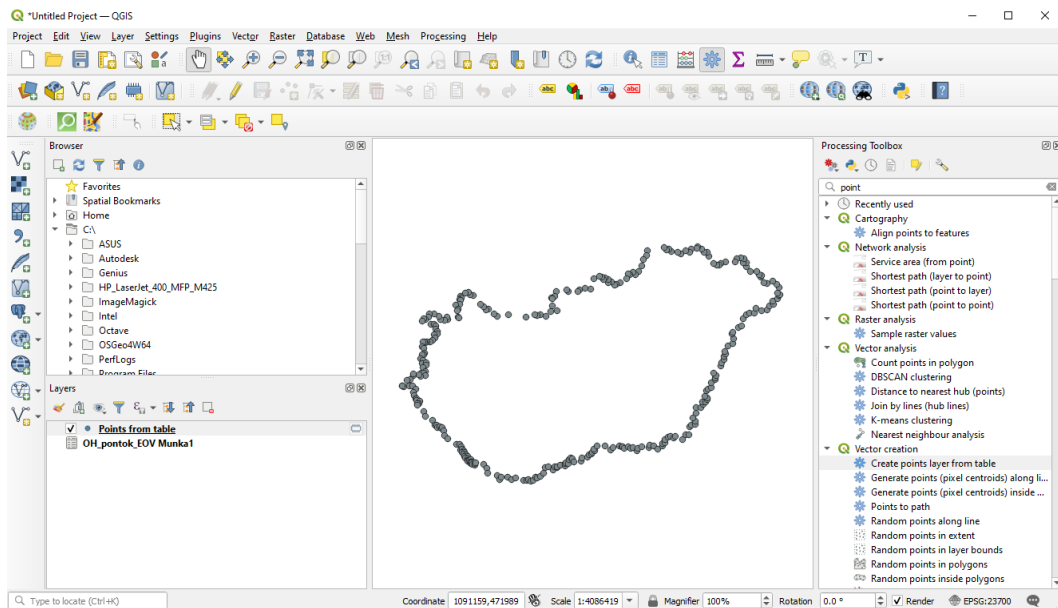 *Untitled Project — QGIS
Project Edit View Layer Settings Plugins Vector Raster Database Web Mesh Processing Help
Browser
Favorites
Spatial Bookmarks
Home
C:\
ASUS
Autodesk
Genius
HP_LaserJet_400_MFP_M425
ImageMagick
Intel
Octave
OSGeo4W64
PerfLogs
Program Files
Layers
Points from table
OH_pontok_EOV Munka1
Processing Toolbox
point
Recently used
Cartography
Align points to features
Network analysis
Service area (from point)
Shortest path (layer to point)
Shortest path (point to layer)
Shortest path (point to point)
Raster analysis
Sample raster values
Vector analysis
Count points in polygon
DBSCAN clustering
Distance to nearest hub (points)
Join by lines (hub lines)
K-means clustering
Nearest neighbour analysis
Vector creation
Create points layer from table
Generate points (pixel centroids) along li...
Generate points (pixel centroids) inside ...
Points to path
Random points along line
Random points in extent
Random points in layer bounds
Random points in polygons
Random points inside polygons
Type to locate (Ctrl+K) Coordinate 1091159,471989 Scale 1:4086419 Magnifier 100% Rotation 0.0 ° Render EPSG:23700